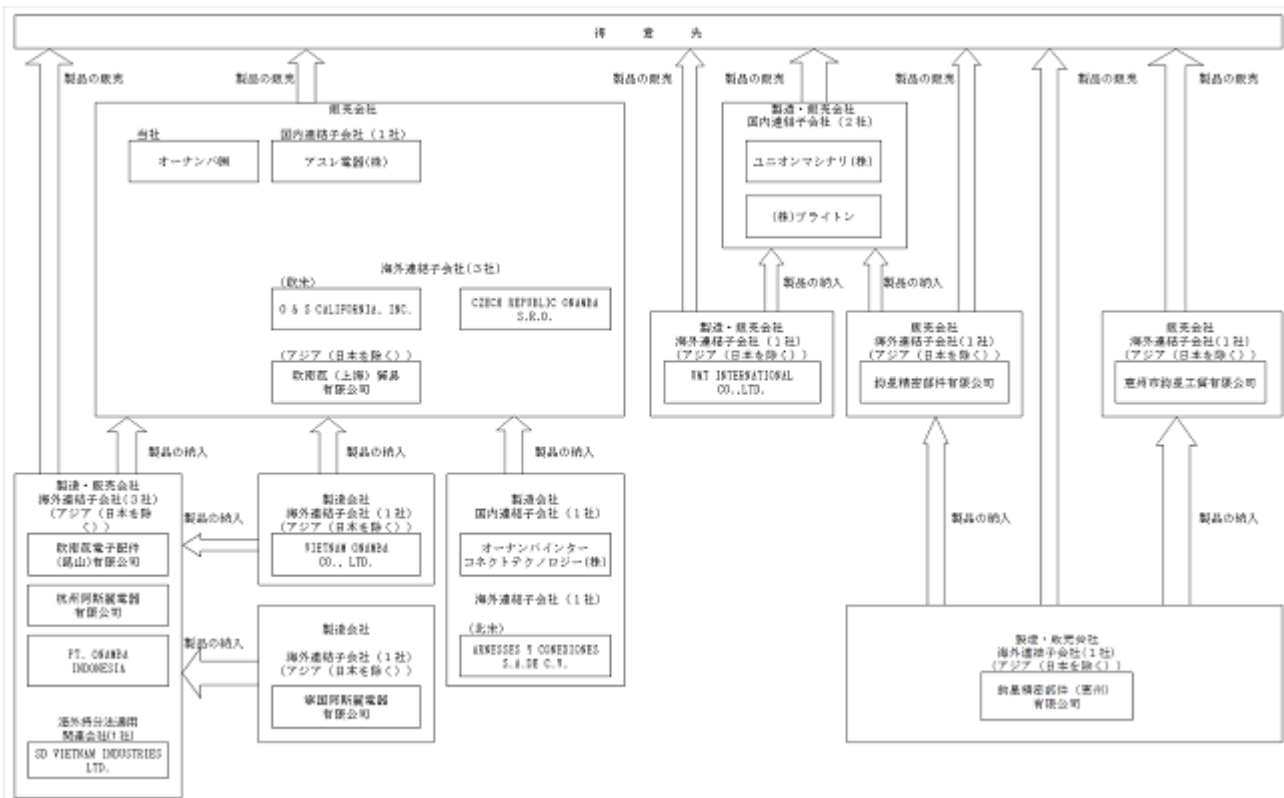 得　意　先
製品の販売
製品の販売
製品の販売
製品の販売
製品の販売
製品の販売
製品の販売
販売会社
当社
オーナンバ㈱
国内連結子会社（１社）
アスレ電器(株)
海外連結子会社(３社)
(欧米)
O & S CALIFORNIA, INC.
CZECH REPUBLIC ONAMBA
S.R.O.
(アジア（日本を除く）)
欧南芭（上海）貿易
有限公司
製造・販売会社
国内連結子会社（２社）
ユニオンマシナリ(株)
(株)ブライトン
製品の納入
製品の納入
製造・販売会社
海外連結子会社（１社）
(アジア（日本を除く）)
UMT INTERNATIONAL
CO.,LTD.
販売会社
海外連結子会社(１社)
(アジア（日本を除く）)
鈞星精密部件有限公司
販売会社
海外連結子会社(１社)
(アジア（日本を除く）)
恵州市鈞星工貿有限公司
製品の納入
製品の納入
製品の納入
製造・販売会社
海外連結子会社(３社)
(アジア（日本を除
く）)
欧南芭電子配件
(昆山)有限公司
杭州阿斯麗電器
有限公司
PT. ONAMBA
INDONESIA
海外持分法適用
関連会社(1社)
SD VIETNAM INDUSTRIES
LTD.
製品の納入
製造会社
海外連結子会社（１社）
(アジア（日本を除く）)
VIETNAM ONAMBA
CO., LTD.
製品の納入
製造会社
海外連結子会社（１社）
(アジア（日本を除く）)
寧国阿斯麗電器
有限公司
製造会社
国内連結子会社（１社）
オーナンバインター
コネクトテクノロジー(株)
海外連結子会社（１社）
(北米)
ARNESSES Y CONEXIONES
S.A.DE C.V.
製品の納入
製品の納入
製造・販売会社
海外連結子会社(１社)
(アジア（日本を除く）)
鈞星精密部件（恵州）
有限公司